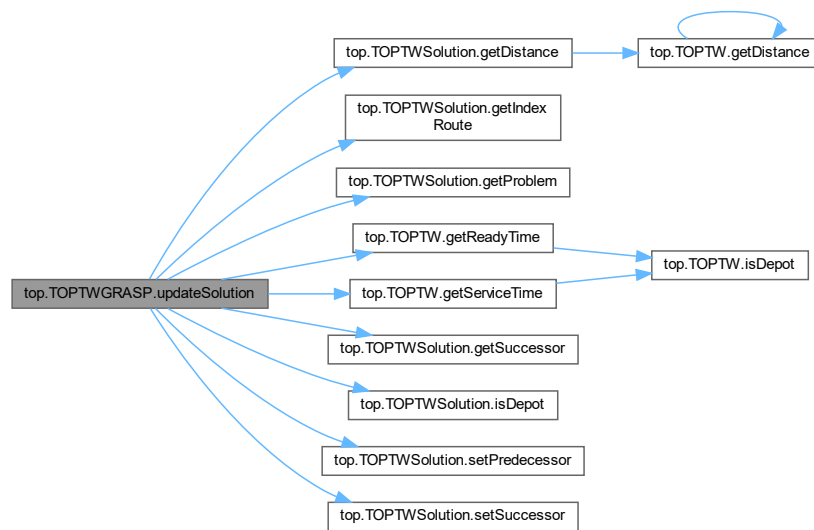 top.TOPTWSolution.getDistance
top.TOPTW.getDistance
top.TOPTWSolution.getIndex
Route
top.TOPTWSolution.getProblem
top.TOPTW.getReadyTime
top.TOPTW.isDepot
top.TOPTWGRASP.updateSolution
top.TOPTW.getServiceTime
top.TOPTWSolution.getSuccessor
top.TOPTWSolution.isDepot
top.TOPTWSolution.setPredecessor
top.TOPTWSolution.setSuccessor